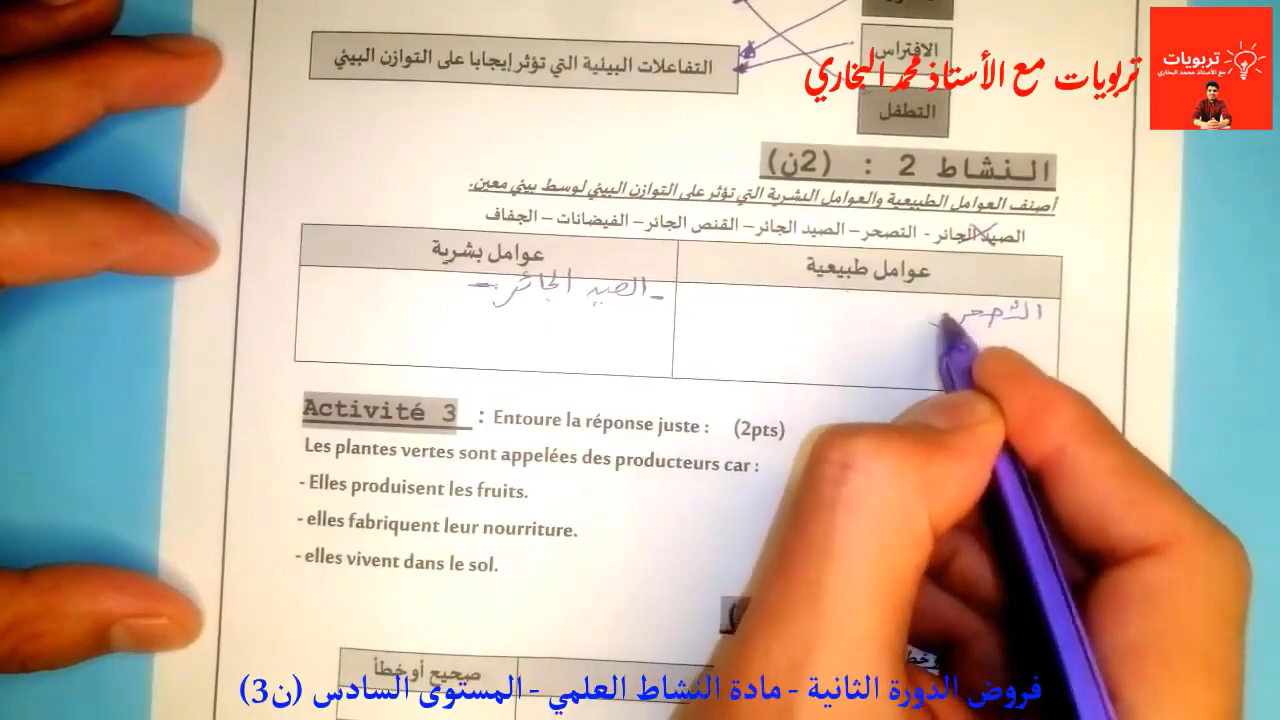 التفاعلات البيئية التي تؤثر إيجابا على التوازن البيئي
الافتراس
التطفل
تربويات مع الأستاذ محمد البخاري
تربويات
مع الأستاذ محمد البخاري
النشاط 2 : (2ن)
أصنف العوامل الطبيعية والعوامل البشرية التي تؤثر على التوازن البيئي لوسط بيئي معين.
الصيد الجائر - التصحر – الصيد الجائر – القنص الجائر – الفيضانات – الجفاف
عوامل طبيعية عوامل بشرية
التصحر - الصيد الجائر -
Activité 3 : Entoure la réponse juste : (2pts)
Les plantes vertes sont appelées des producteurs car :
- Elles produisent les fruits.
- elles fabriquent leur nourriture.
- elles vivent dans le sol.
صحيح أو خطأ
فروض الدورة الثانية - مادة النشاط العلمي - المستوى السادس (ن3)